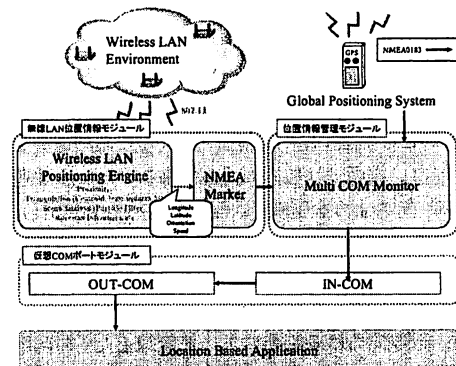 Wireless LAN
Environment
802.11
GPS
NMEA0183
Global Positioning System
無線LAN位置情報モジュール
位置情報管理モジュール
Wireless LAN
Positioning Engine
Proximity
NMEA
Marker
Multi COM Monitor
Longitude
Latitude
Orientation
Speed
仮想COMポートモジュール
OUT-COM
IN-COM
Location Based Application